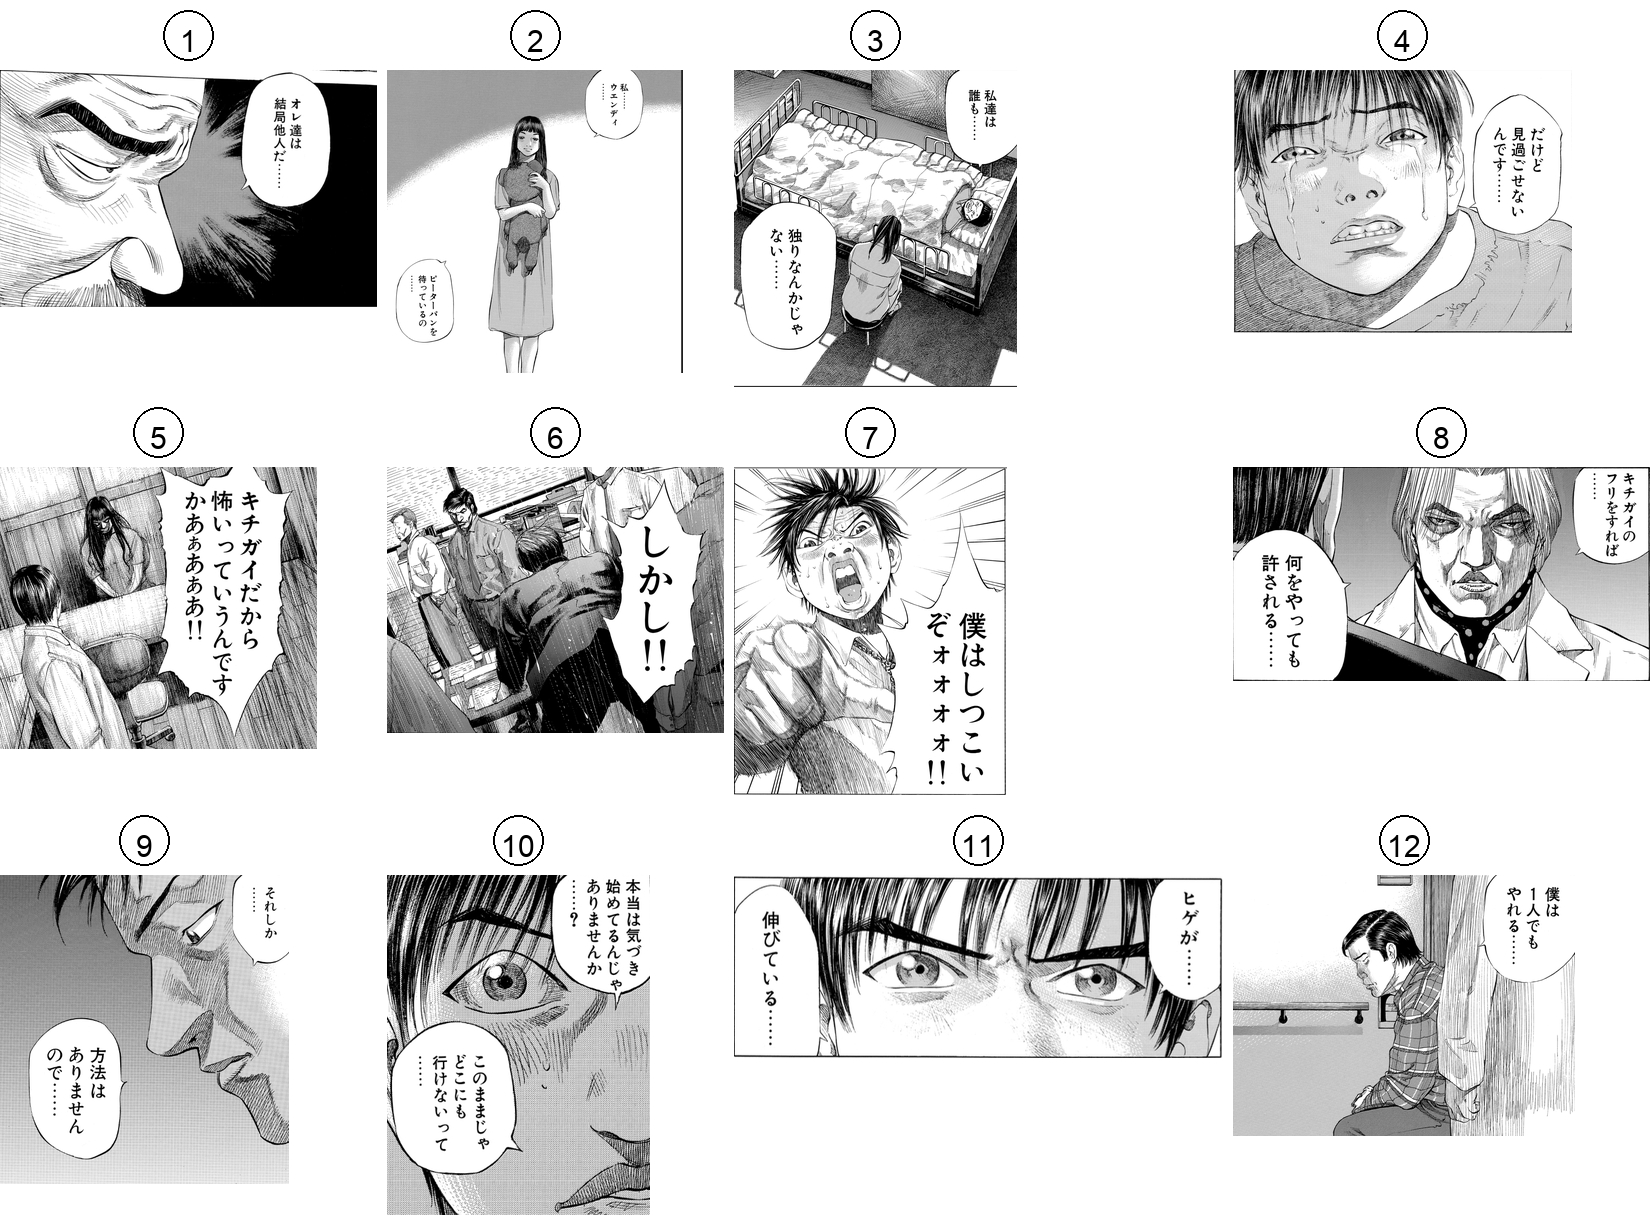 1
オレ達は
結局他人だ……
2
私……
ウエンディ
……
ピーターパンを
待っているの
……
3
私達は
誰も……
独りなんかじゃ
ない……
4
だけど
見過ごせない
んです……
5
キチガイだから
怖いっていうんです
かあぁあああ!!
6
しかし!!
7
僕はしつこい
ぞォォォォ!!
8
キチガイの
フリをすれば
……
何をやっても
許される……
9
それしか
……
方法は
ありません
ので……
10
本当は気づき
始めてるんじゃ
ありませんか
……?
このままじゃ
どこにも
行けないって
……
11
ヒゲが……
伸びている……
12
僕は
1人でも
やれる……